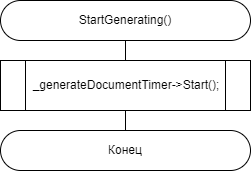 StartGenerating()
_generateDocumentTimer->Start();
Конец